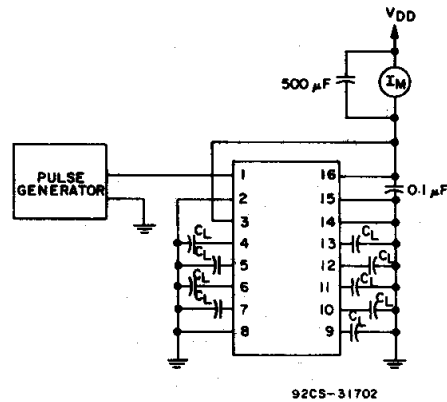 VDD
500 µF
IM
PULSE
GENERATOR
1
2
3
4
5
6
7
8
16
15
14
13
12
11
10
9
0.1 µF
CL
CL
CL
CL
CL
CL
CL
CL
CL
92CS-31702